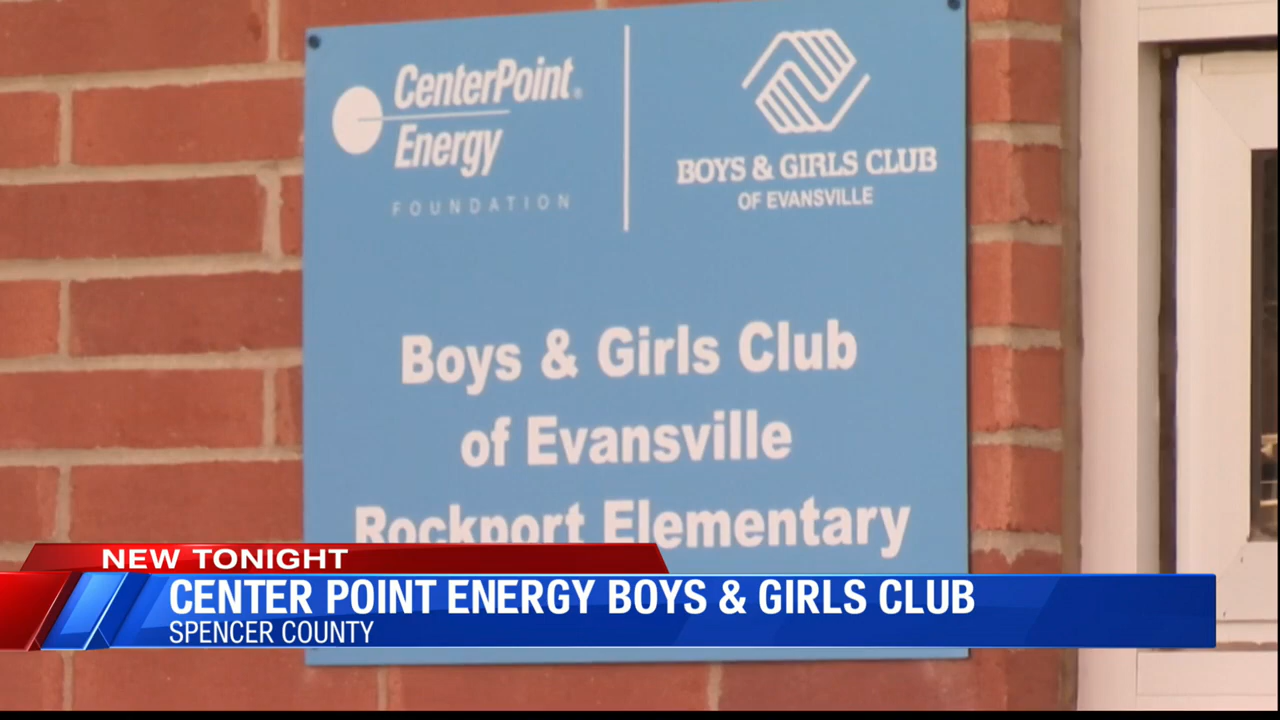 CenterPoint®
Energy
FOUNDATION
BOYS & GIRLS CLUB
OF EVANSVILLE
Boys & Girls Club
of Evansville
Rockport Elementary
NEW TONIGHT
CENTER POINT ENERGY BOYS & GIRLS CLUB
SPENCER COUNTY